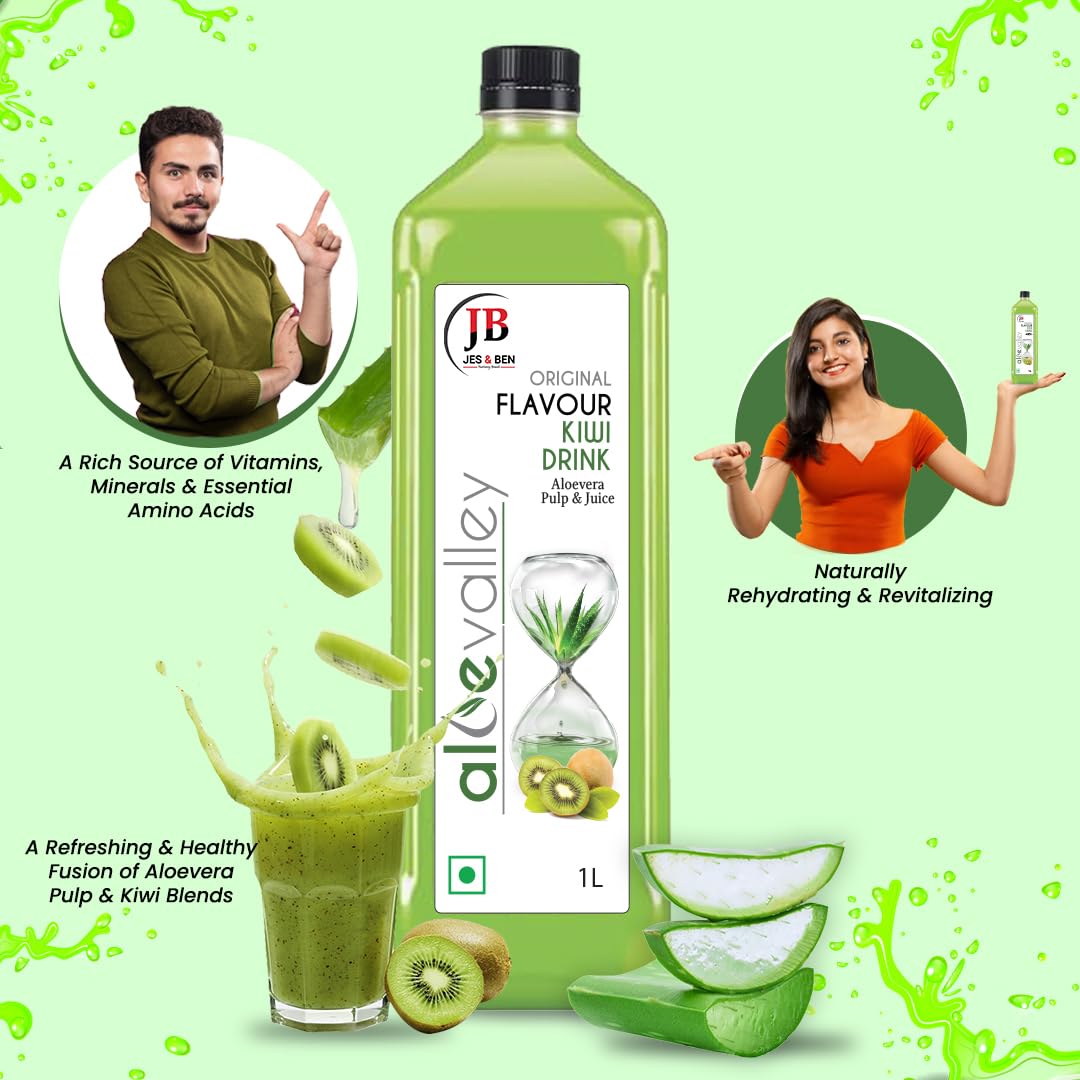 JB
JES & BEN
ORIGINAL
FLAVOUR
KIWI
DRINK
Aloevera
Pulp & Juice
aloevalley
1L
A Rich Source of Vitamins,
Minerals & Essential
Amino Acids
Naturally
Rehydrating & Revitalizing
A Refreshing & Healthy
Fusion of Aloevera
Pulp & Kiwi Blends